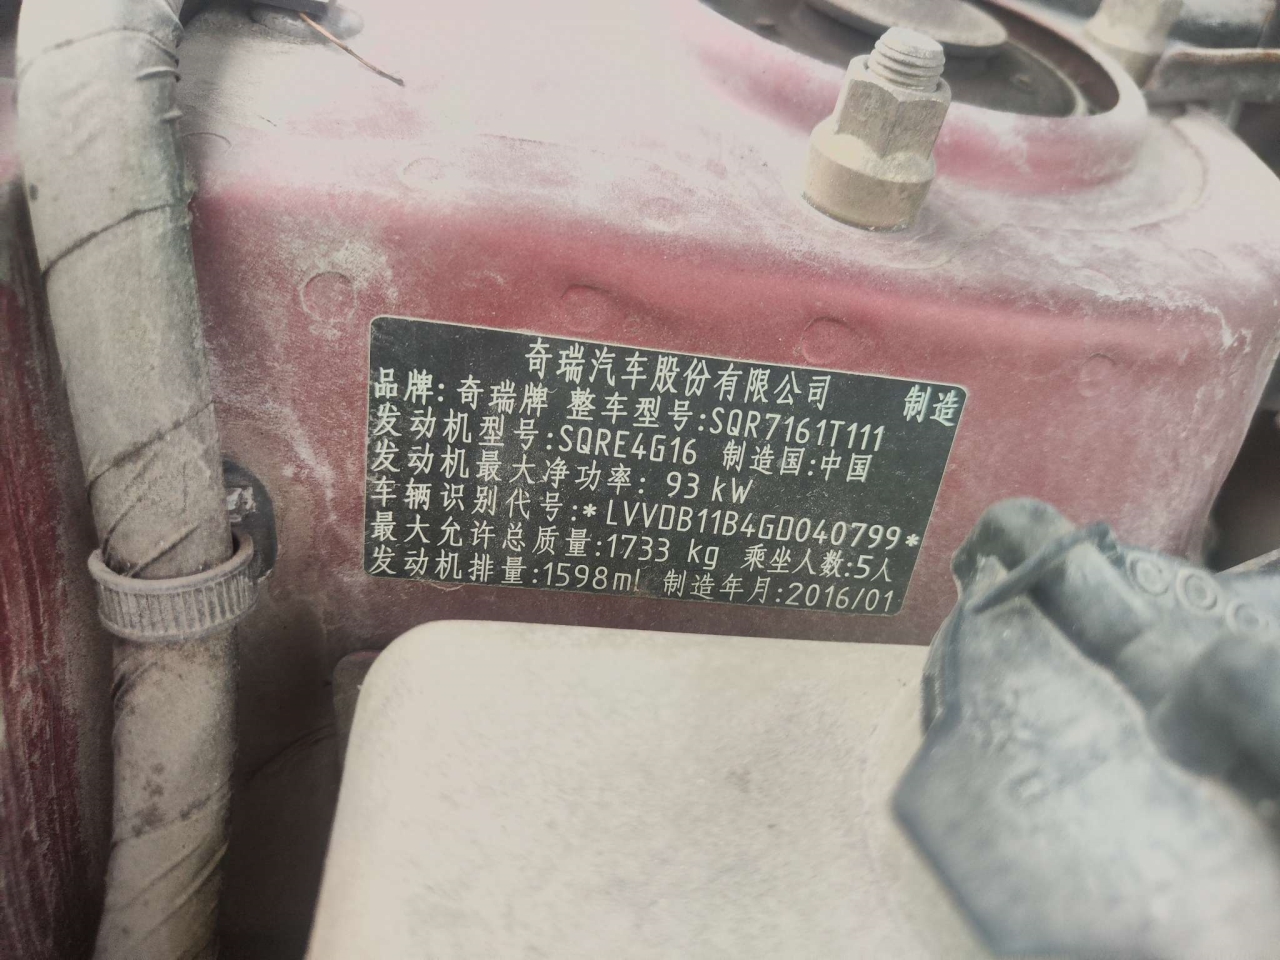 奇瑞汽车股份有限公司 制造
品牌:奇瑞牌 整车型号:SQR7161T111
发动机型号:SQRE4G16 制造国:中国
发动机最大净功率: 93 kW
车辆识别代号:*LVVDB11B4GD040799*
最大允许总质量:1733 kg 乘坐人数:5人
发动机排量:1598ml 制造年月:2016/01